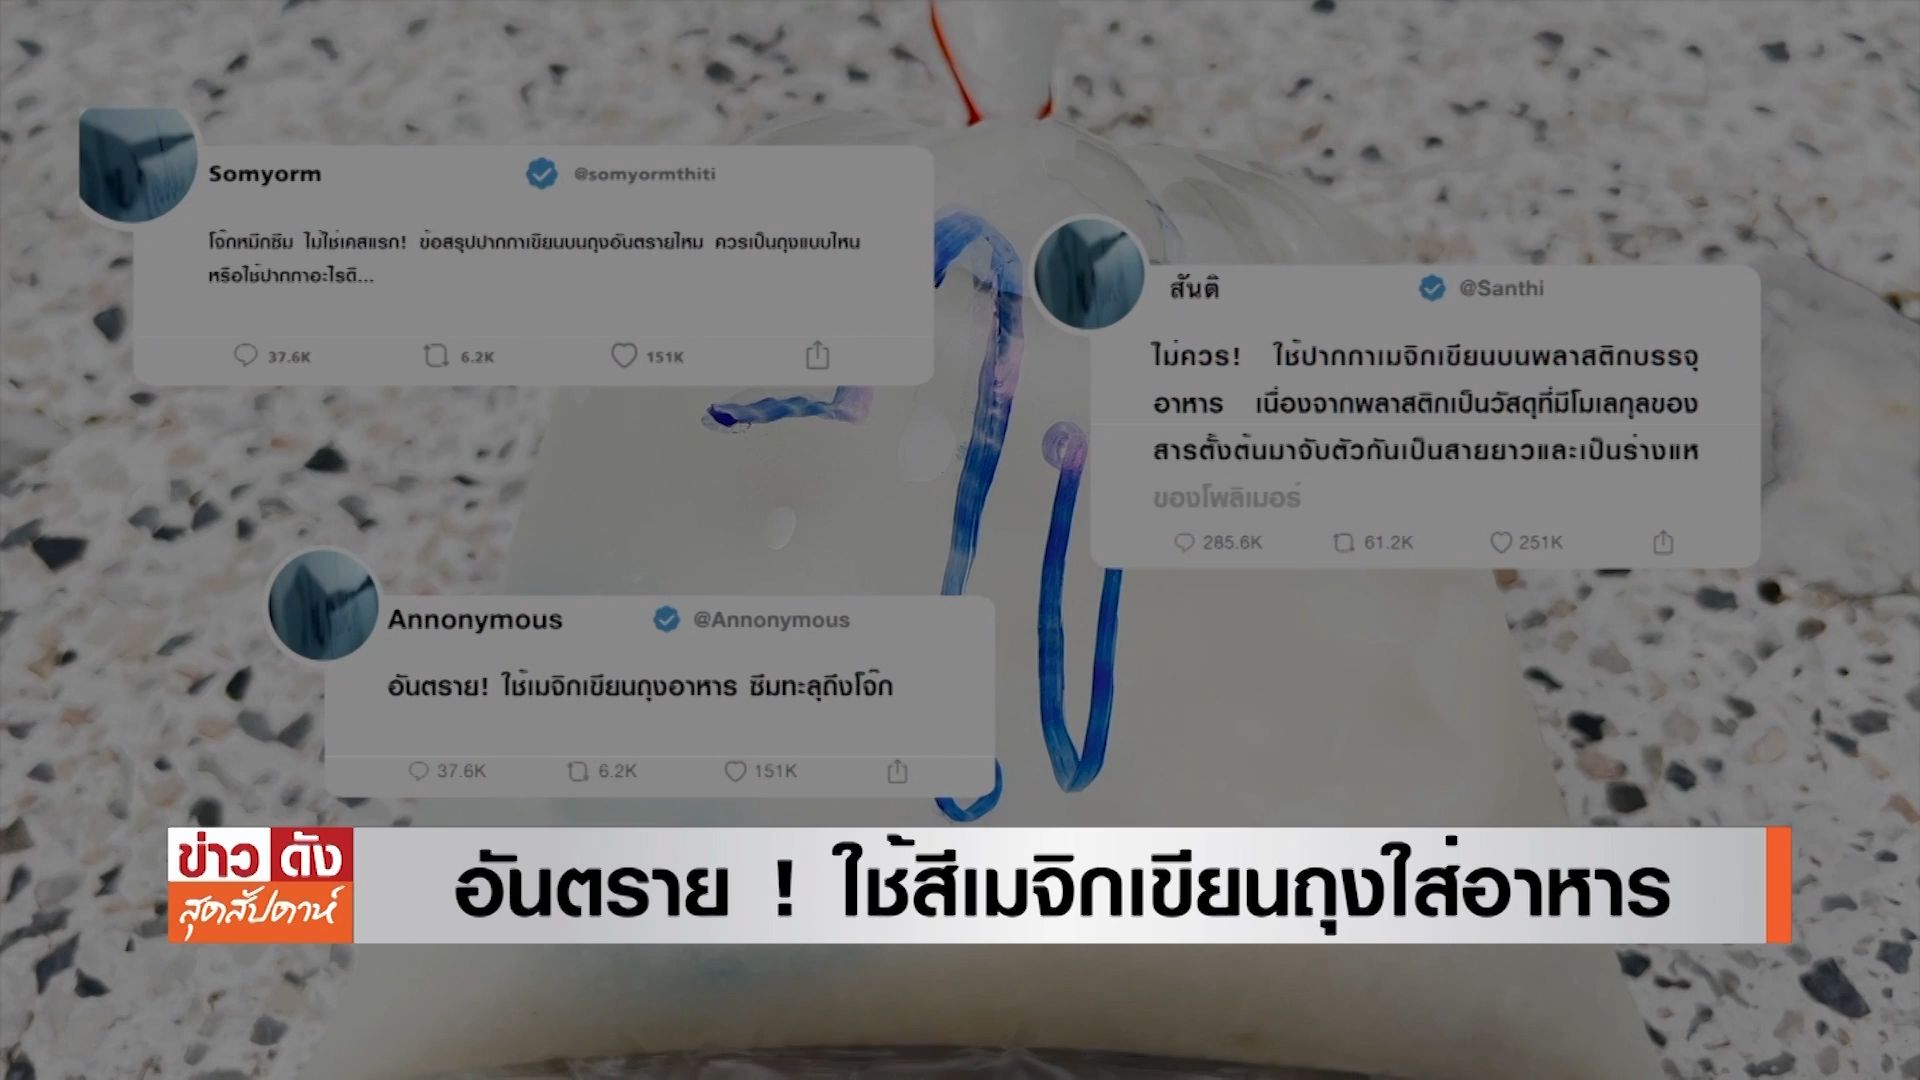 Somyorm @somyormthiti
โจ๊กหมึกซึม ไม่ใช่เคสแรก! ข้อสรุปปากกาเขียนบนถุงอันตรายไหม ควรเป็นถุงแบบไหน
หรือใช้ปากกาอะไรดี...
37.6K 6.2K 151K
สันติ @Santhi
ไม่ควร! ใช้ปากกาเมจิกเขียนบนพลาสติกบรรจุ
อาหาร เนื่องจากพลาสติกเป็นวัสดุที่มีโมเลกุลของ
สารตั้งต้นมาจับตัวกันเป็นสายยาวและเป็นร่างแห
ของโพลิเมอร์
285.6K 61.2K 251K
Annonymous @Annonymous
อันตราย! ใช้เมจิกเขียนถุงอาหาร ซึมทะลุถึงโจ๊ก
37.6K 6.2K 151K
ข่าว ดัง
สุดสัปดาห์
อันตราย ! ใช้สีเมจิกเขียนถุงใส่อาหาร